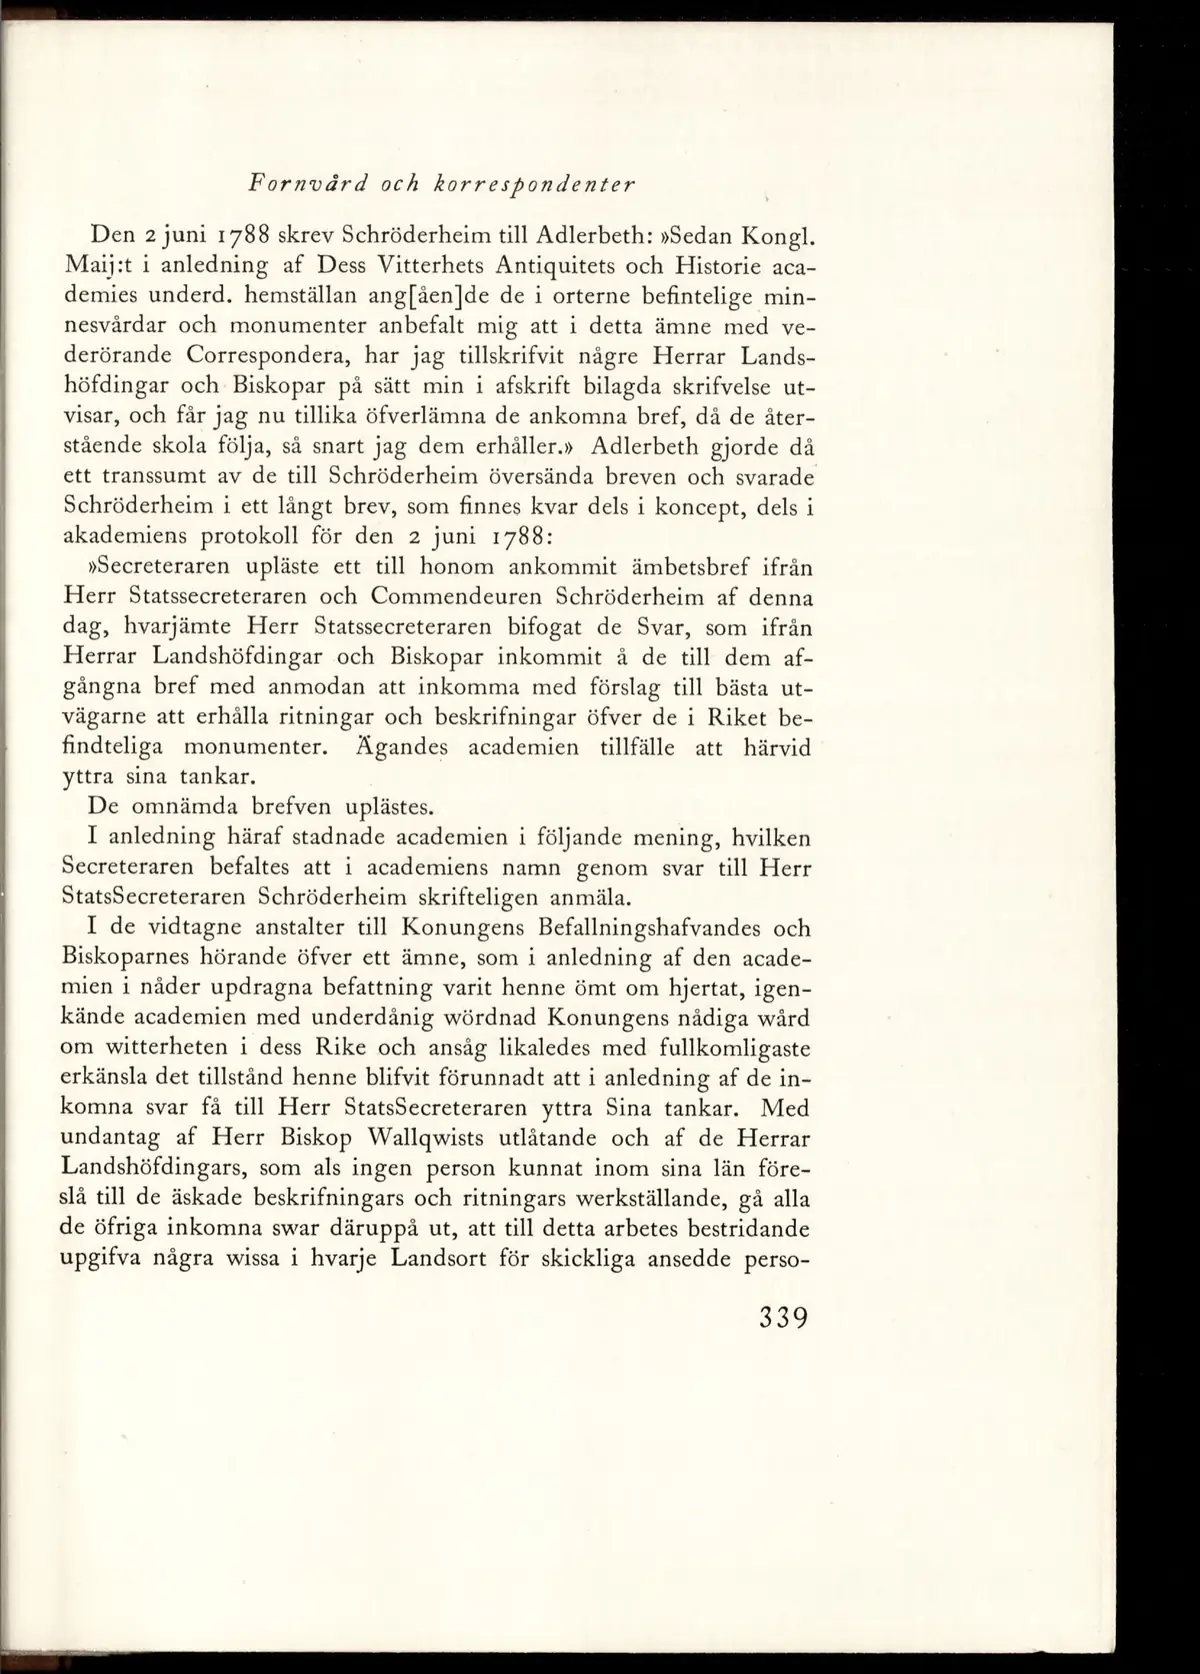 Fornvård och korrespondenter
Den 2 juni 1788 skrev Schröderheim till Adlerbeth: »Sedan Kongl.
Maij:t i anledning af Dess Vitterhets Antiquitets och Historie aca-
demies underd. hemställan ang[åen]de de i orterne befintelige min-
nesvårdar och monumenter anbefalt mig att i detta ämne med ve-
derörande Correspondera, har jag tillskrifvit någre Herrar Lands-
höfdingar och Biskopar på sätt min i afskrift bilagda skrifvelse ut-
visar, och får jag nu tillika öfverlämna de ankomna bref, då de åter-
stående skola följa, så snart jag dem erhåller.» Adlerbeth gjorde då
ett transsumt av de till Schröderheim översända breven och svarade
Schröderheim i ett långt brev, som finnes kvar dels i koncept, dels i
akademiens protokoll för den 2 juni 1788:
»Secreteraren upläste ett till honom ankommit ämbetsbref ifrån
Herr Statssecreteraren och Commendeuren Schröderheim af denna
dag, hvarjämte Herr Statssecreteraren bifogat de Svar, som ifrån
Herrar Landshöfdingar och Biskopar inkommit å de till dem af-
gångna bref med anmodan att inkomma med förslag till bästa ut-
vägarne att erhålla ritningar och beskrifningar öfver de i Riket be-
findteliga monumenter. Ägandes academien tillfälle att härvid
yttra sina tankar.
De omnämda brefven uplästes.
I anledning häraf stadnade academien i följande mening, hvilken
Secreteraren befaltes att i academiens namn genom svar till Herr
StatsSecreteraren Schröderheim skrifteligen anmäla.
I de vidtagne anstalter till Konungens Befallningshafvandes och
Biskoparnes hörande öfver ett ämne, som i anledning af den acade-
mien i nåder updragna befattning varit henne ömt om hjertat, igen-
kände academien med underdånig wördnad Konungens nådiga wård
om witterheten i dess Rike och ansåg likaledes med fullkomligaste
erkänsla det tillstånd henne blifvit förunnadt att i anledning af de in-
komna svar få till Herr StatsSecreteraren yttra Sina tankar. Med
undantag af Herr Biskop Wallqwists utlåtande och af de Herrar
Landshöfdingars, som als ingen person kunnat inom sina län före-
slå till de äskade beskrifningars och ritningars werkställande, gå alla
de öfriga inkomna swar däruppå ut, att till detta arbetes bestridande
upgifva några wissa i hvarje Landsort för skickliga ansedde perso-
339